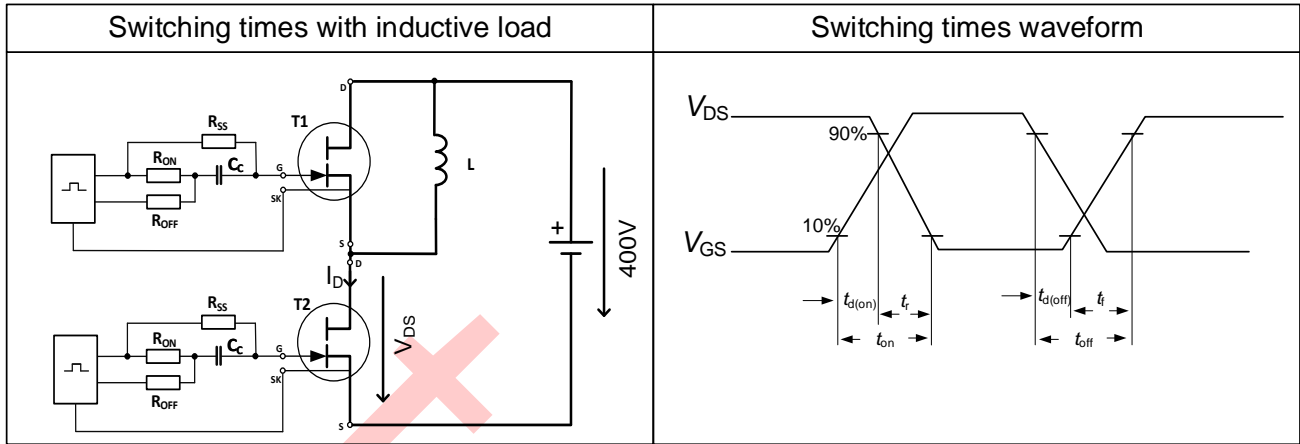 Switching times with inductive load
Switching times waveform
D
RSS
T1
RON
CC
G
L
SK
ROFF
S
D
ID
+
400V
RSS
T2
RON
CC
G
VDS
SK
ROFF
S
VDS
90%
10%
VGS
td(on)
tr
td(off)
tf
ton
toff